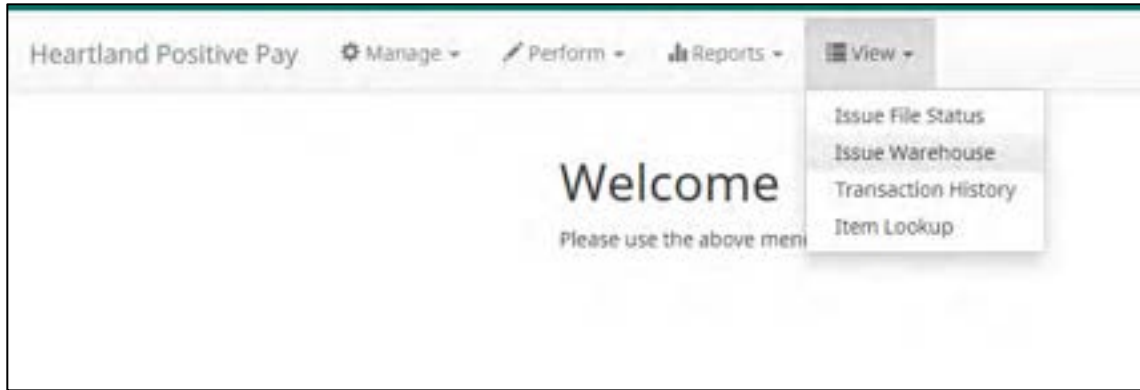 Heartland Positive Pay Manage Perform Reports View
Issue File Status
Issue Warehouse
Transaction History
Item Lookup
Welcome
Please use the above